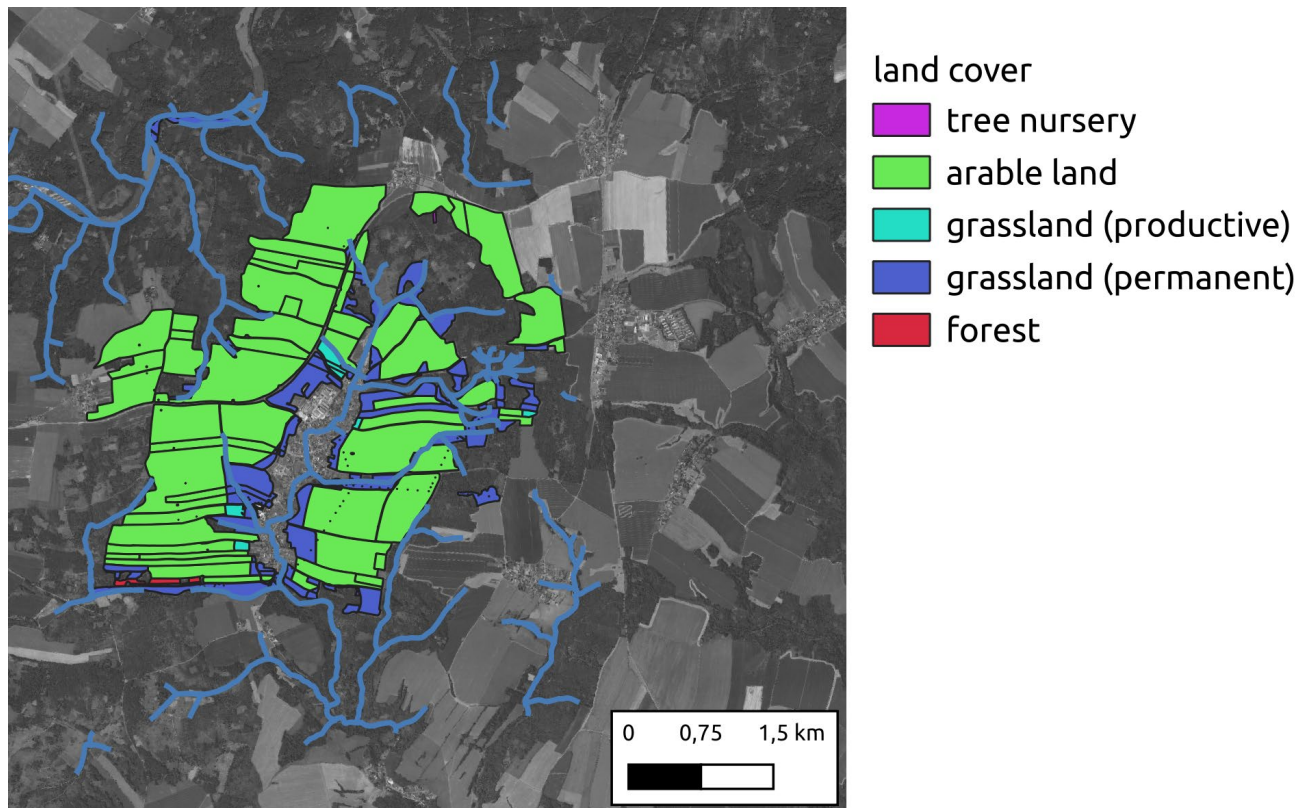 land cover
tree nursery
arable land
grassland (productive)
grassland (permanent)
forest
0 0,75 1,5 km